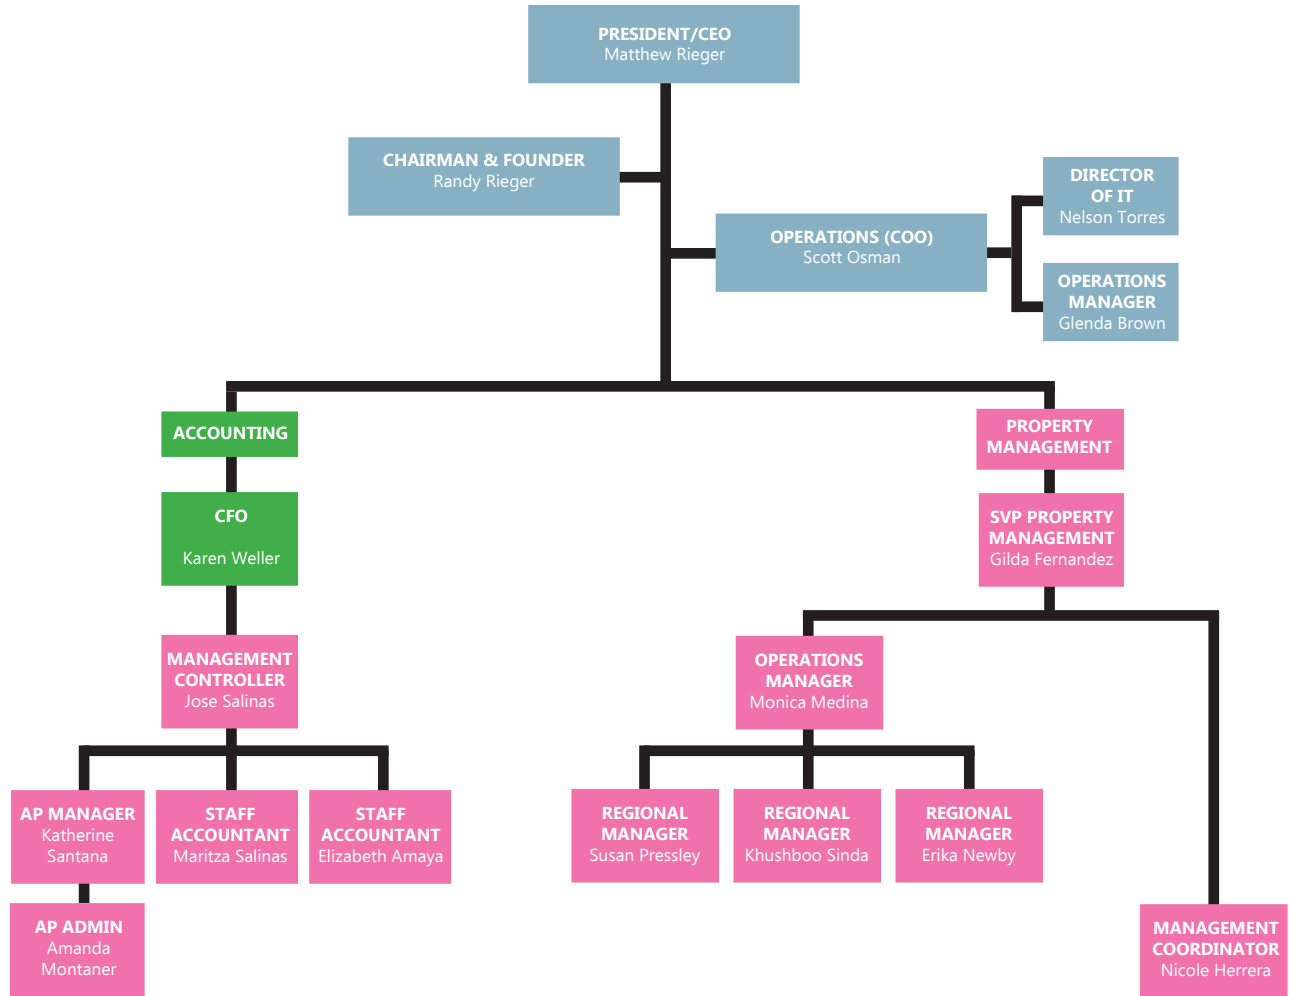 PRESIDENT/CEO
Matthew Rieger
CHAIRMAN & FOUNDER
Randy Rieger
OPERATIONS (COO)
Scott Osman
DIRECTOR
OF IT
Nelson Torres
OPERATIONS
MANAGER
Glenda Brown
ACCOUNTING
CFO
Karen Weller
MANAGEMENT
CONTROLLER
Jose Salinas
AP MANAGER
Katherine
Santana
STAFF
ACCOUNTANT
Maritza Salinas
STAFF
ACCOUNTANT
Elizabeth Amaya
AP ADMIN
Amanda
Montaner
PROPERTY
MANAGEMENT
SVP PROPERTY
MANAGEMENT
Gilda Fernandez
OPERATIONS
MANAGER
Monica Medina
REGIONAL
MANAGER
Susan Pressley
REGIONAL
MANAGER
Khushboo Sinda
REGIONAL
MANAGER
Erika Newby
MANAGEMENT
COORDINATOR
Nicole Herrera